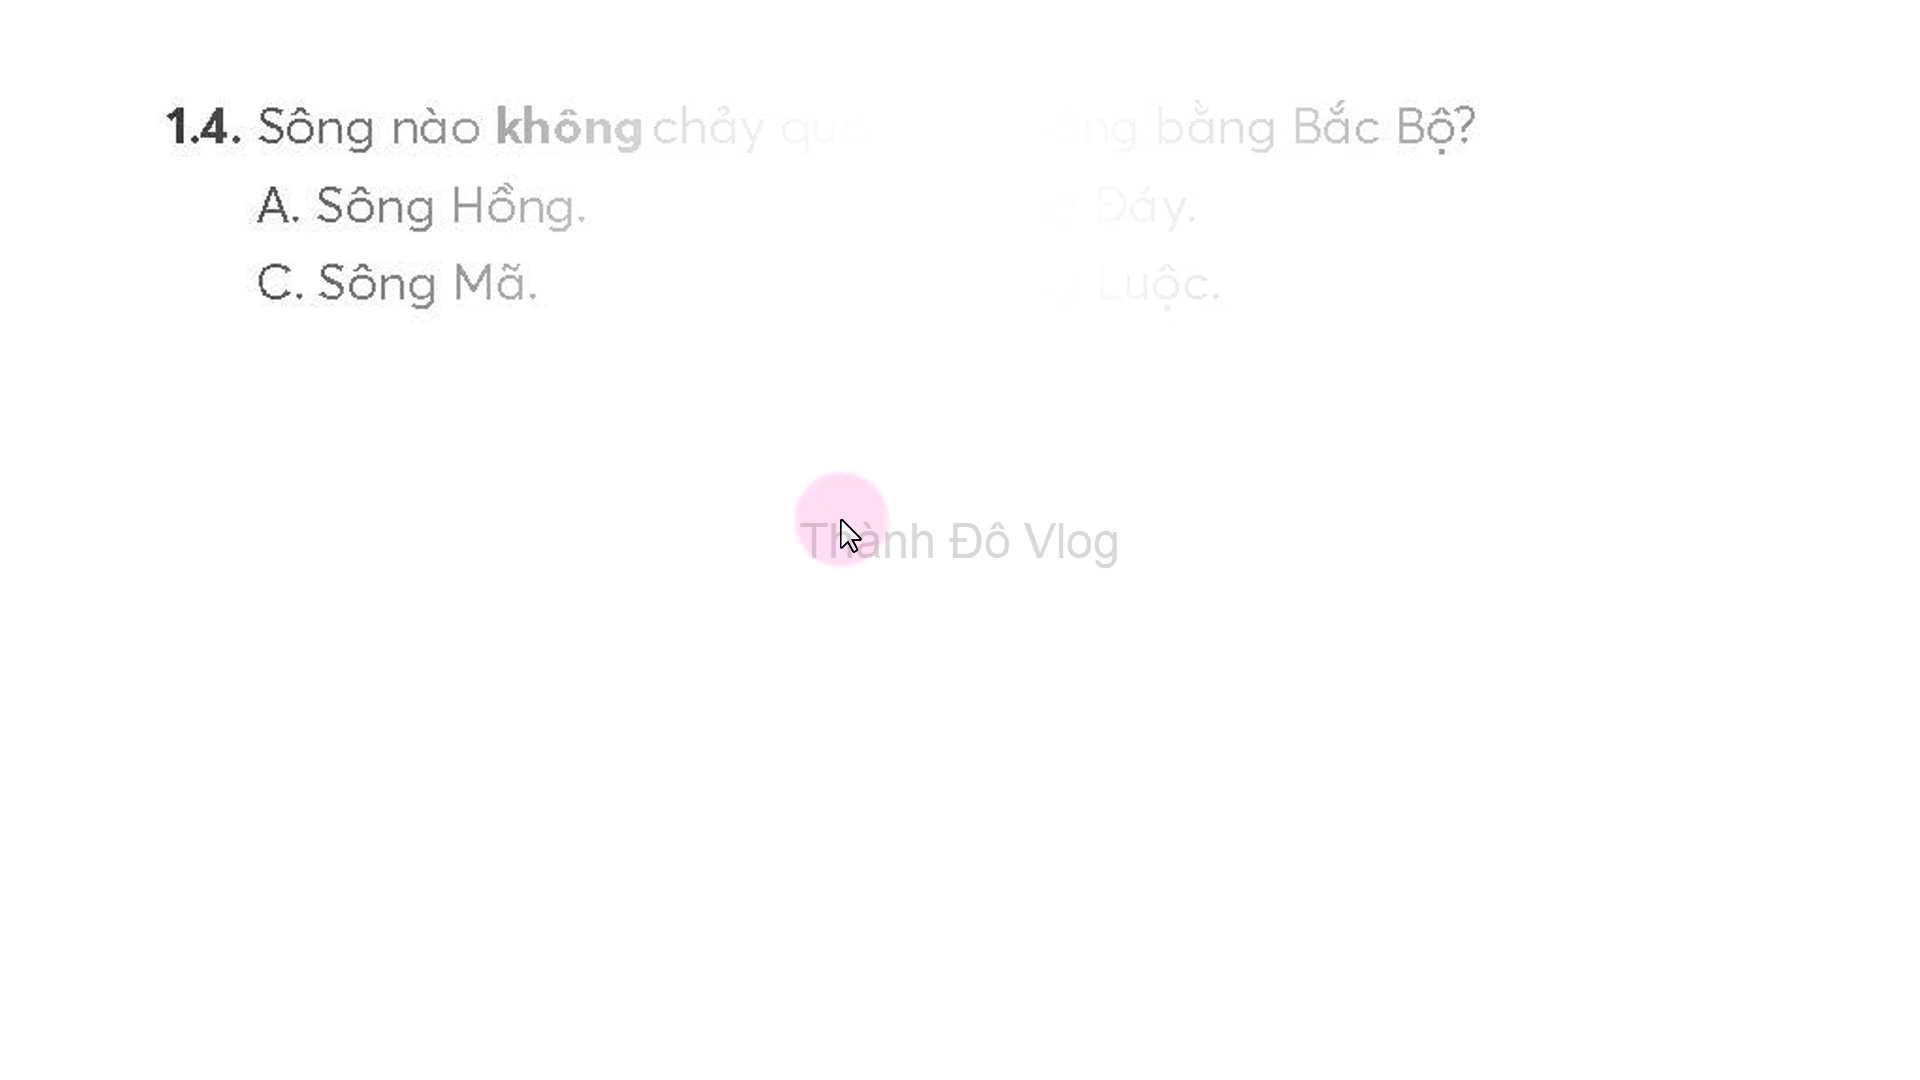 1.4. Sông nào không chảy qua bằng Bắc Bộ?
A. Sông Hồng. Đáy.
C. Sông Mã. Luộc.
Thành Đô Vlog